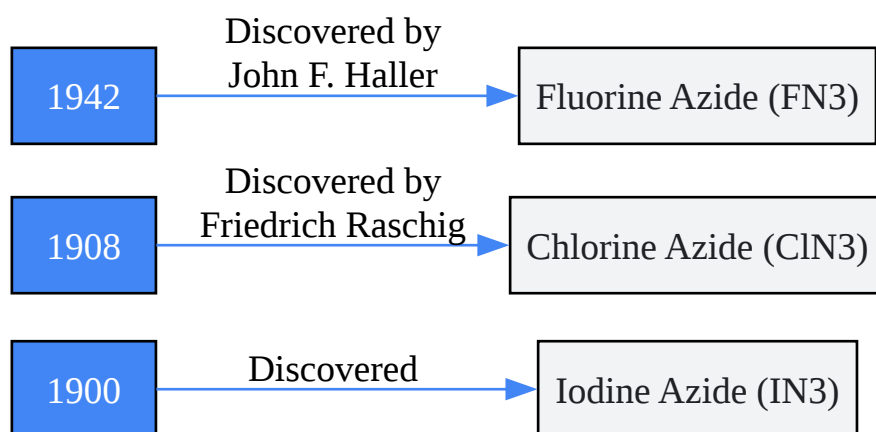 Discovered by
John F. Haller
1942
Fluorine Azide (FN3)
Discovered by
Friedrich Raschig
1908
Chlorine Azide (ClN3)
1900
Discovered
Iodine Azide (IN3)